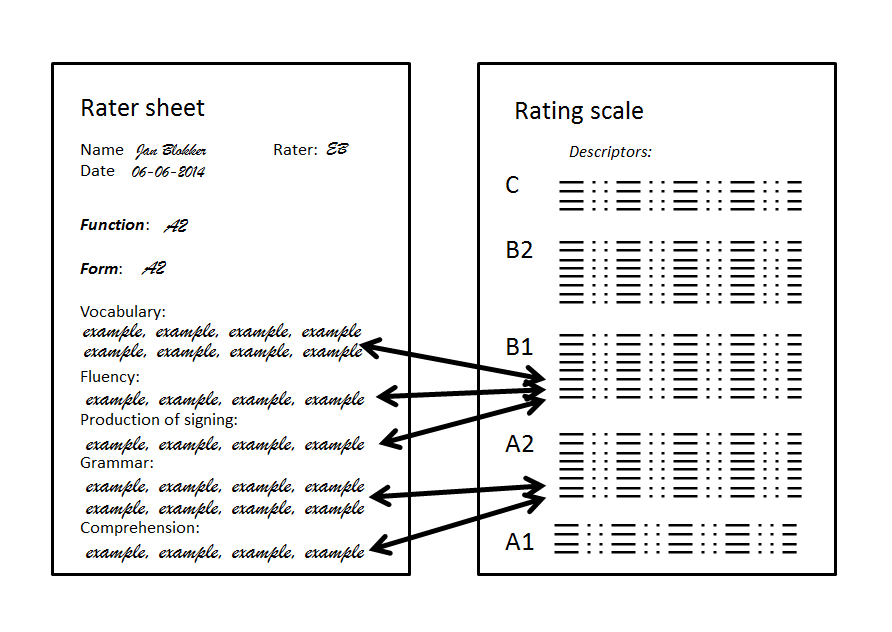 Rater sheet
Name Jan Blokker Rater: EB
Date 06-06-2014
Function: A2
Form: A2
Vocabulary:
example, example, example, example
example, example, example, example
Fluency:
example, example, example, example
Production of signing:
example, example, example, example
Grammar:
example, example, example, example
example, example, example, example
Comprehension:
example, example, example, example
Rating scale
Descriptors:
C
B2
B1
A2
A1